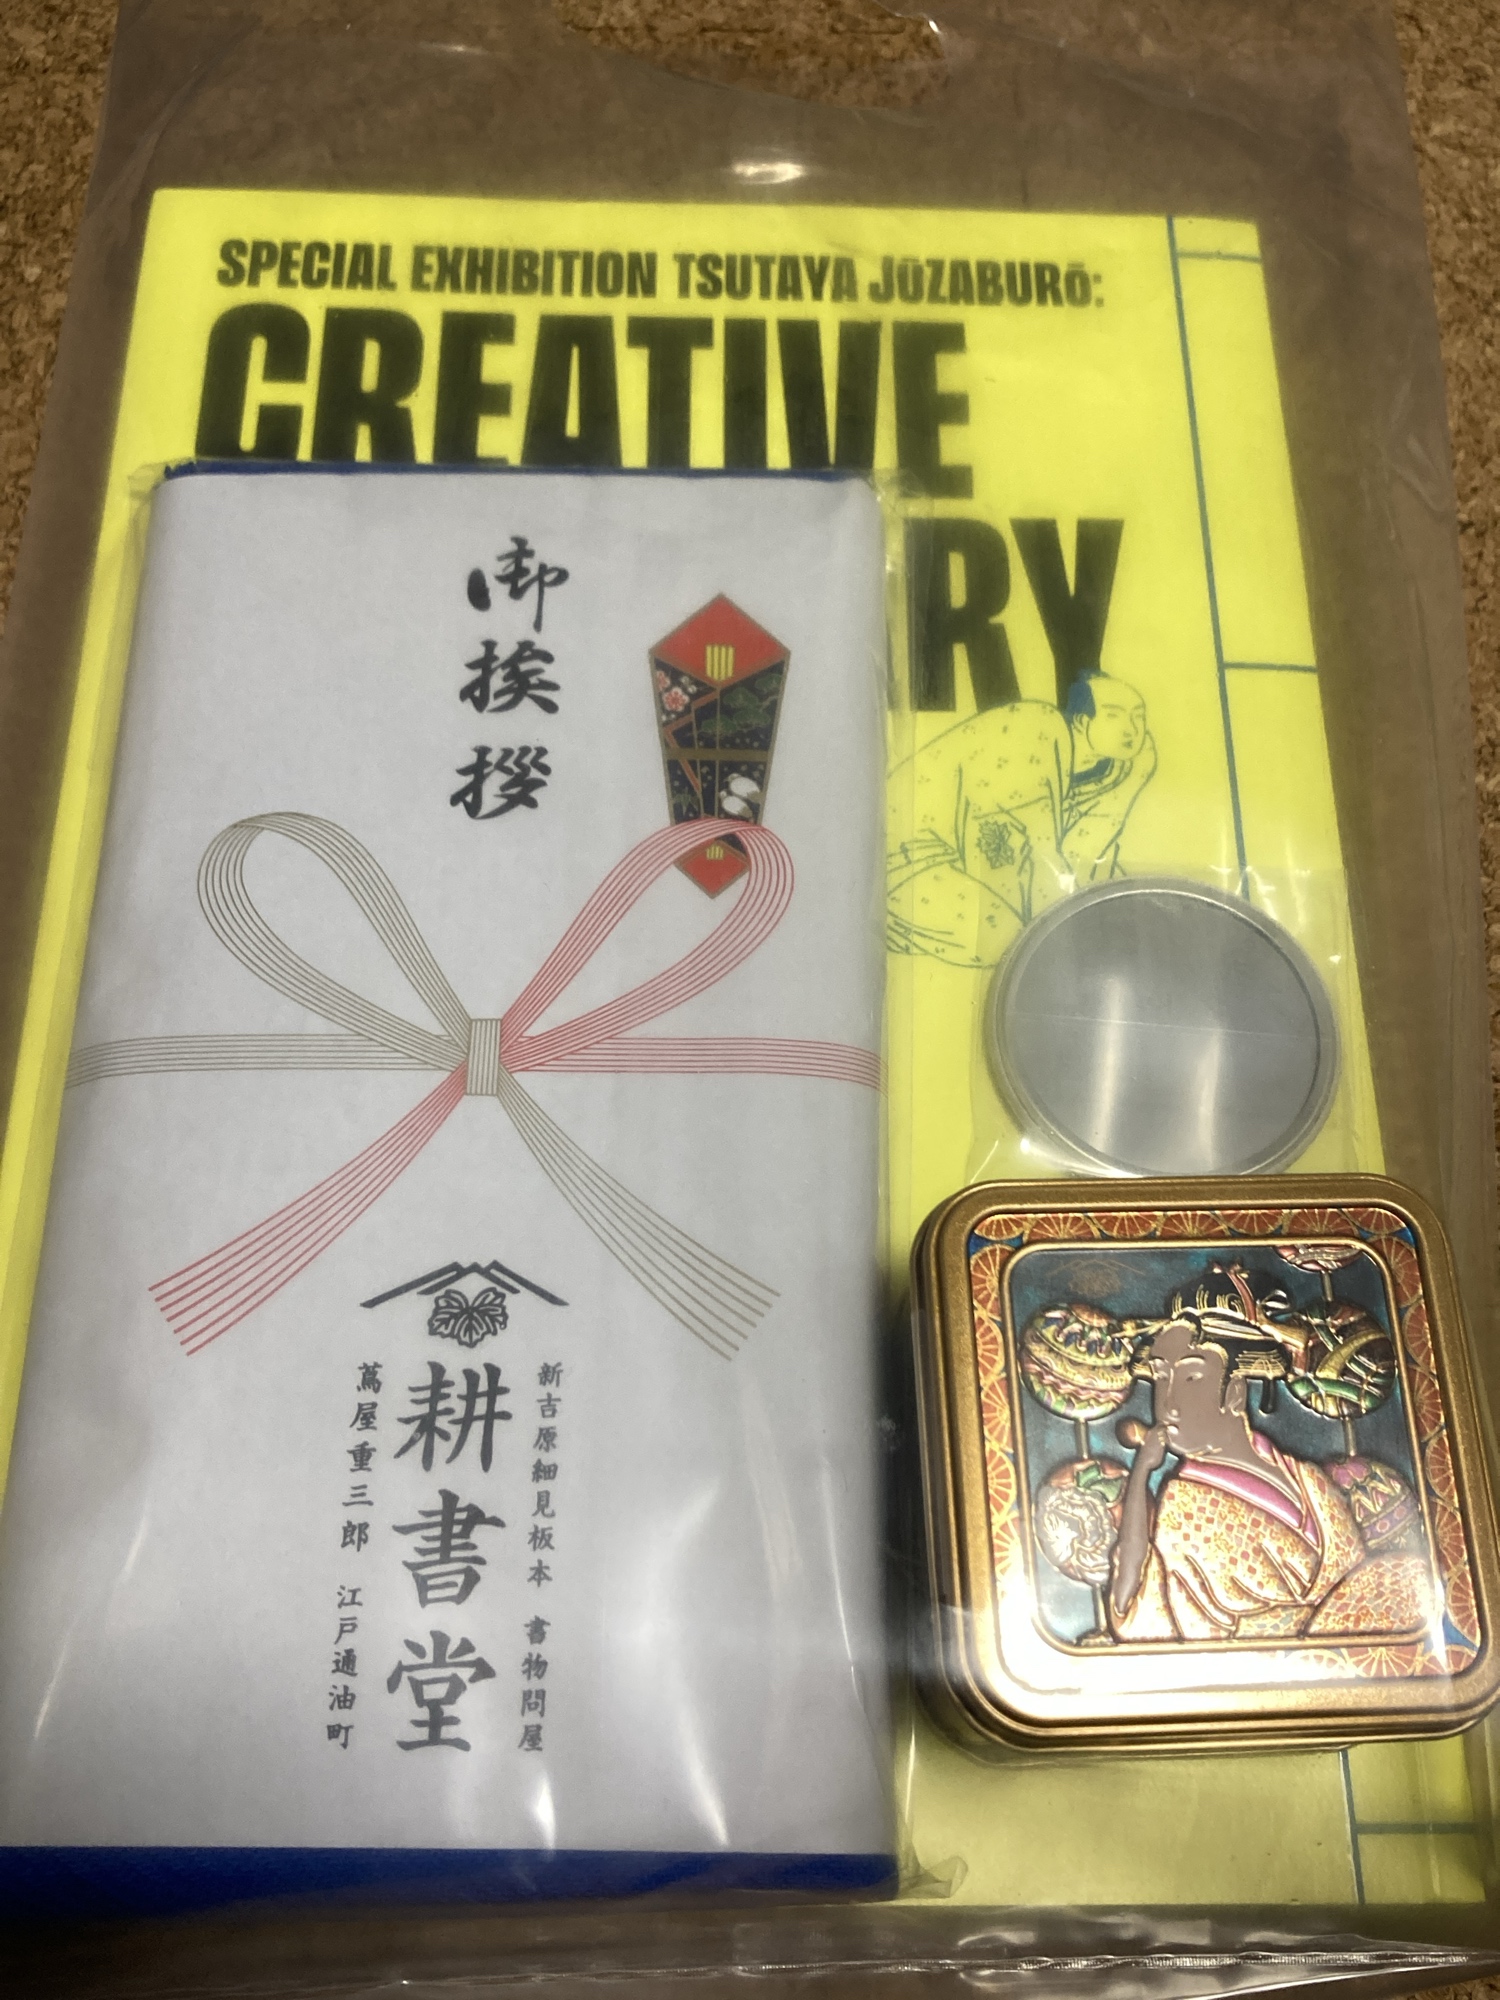 SPECIAL EXHIBITION TSUTAYA JŪZABURŌ:
CREATIVE
RY
御挨拶
新吉原細見板本 書物問屋
耕書堂
蔦屋重三郎 江戸通油町